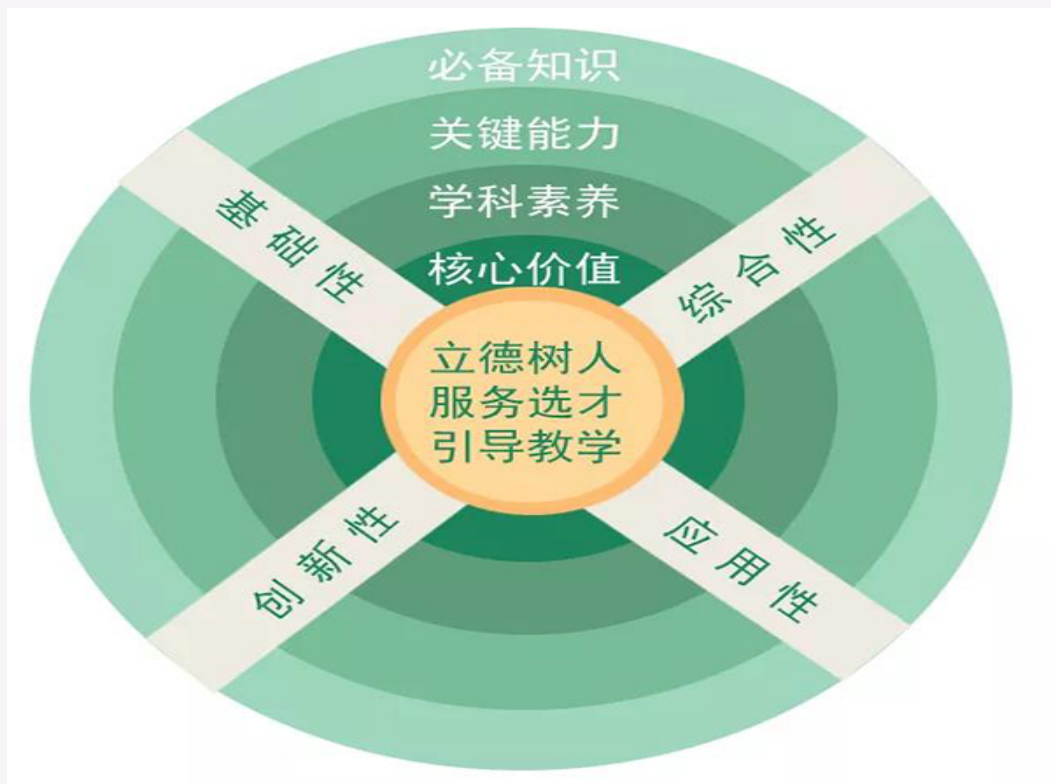 必备知识
关键能力
学科素养
核心价值
基础性
综合性
立德树人
服务选才
引导教学
创新性
应用性